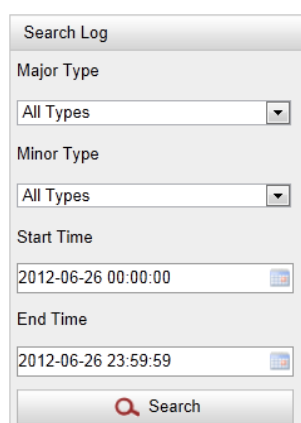 Search Log
Major Type
All Types
Minor Type
All Types
Start Time
2012-06-26 00:00:00
End Time
2012-06-26 23:59:59
Search